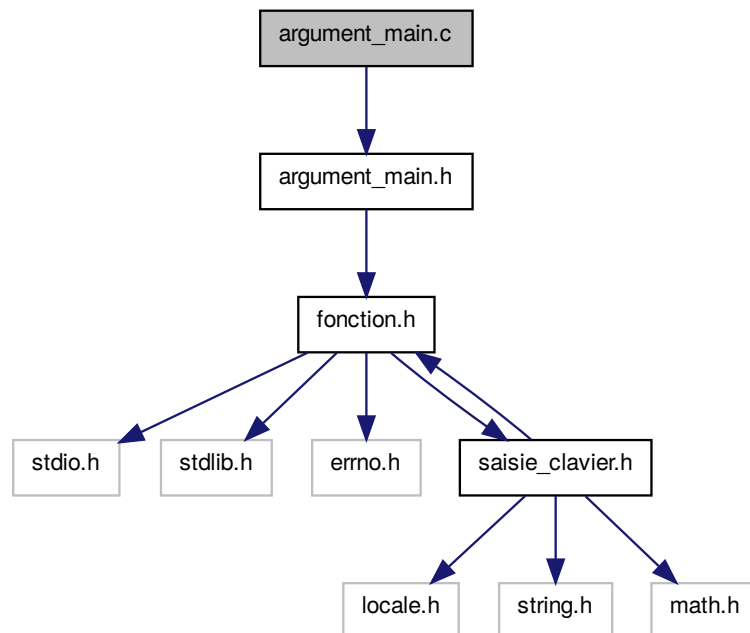 argument_main.c
argument_main.h
fonction.h
stdio.h
stdlib.h
errno.h
saisie_clavier.h
locale.h
string.h
math.h